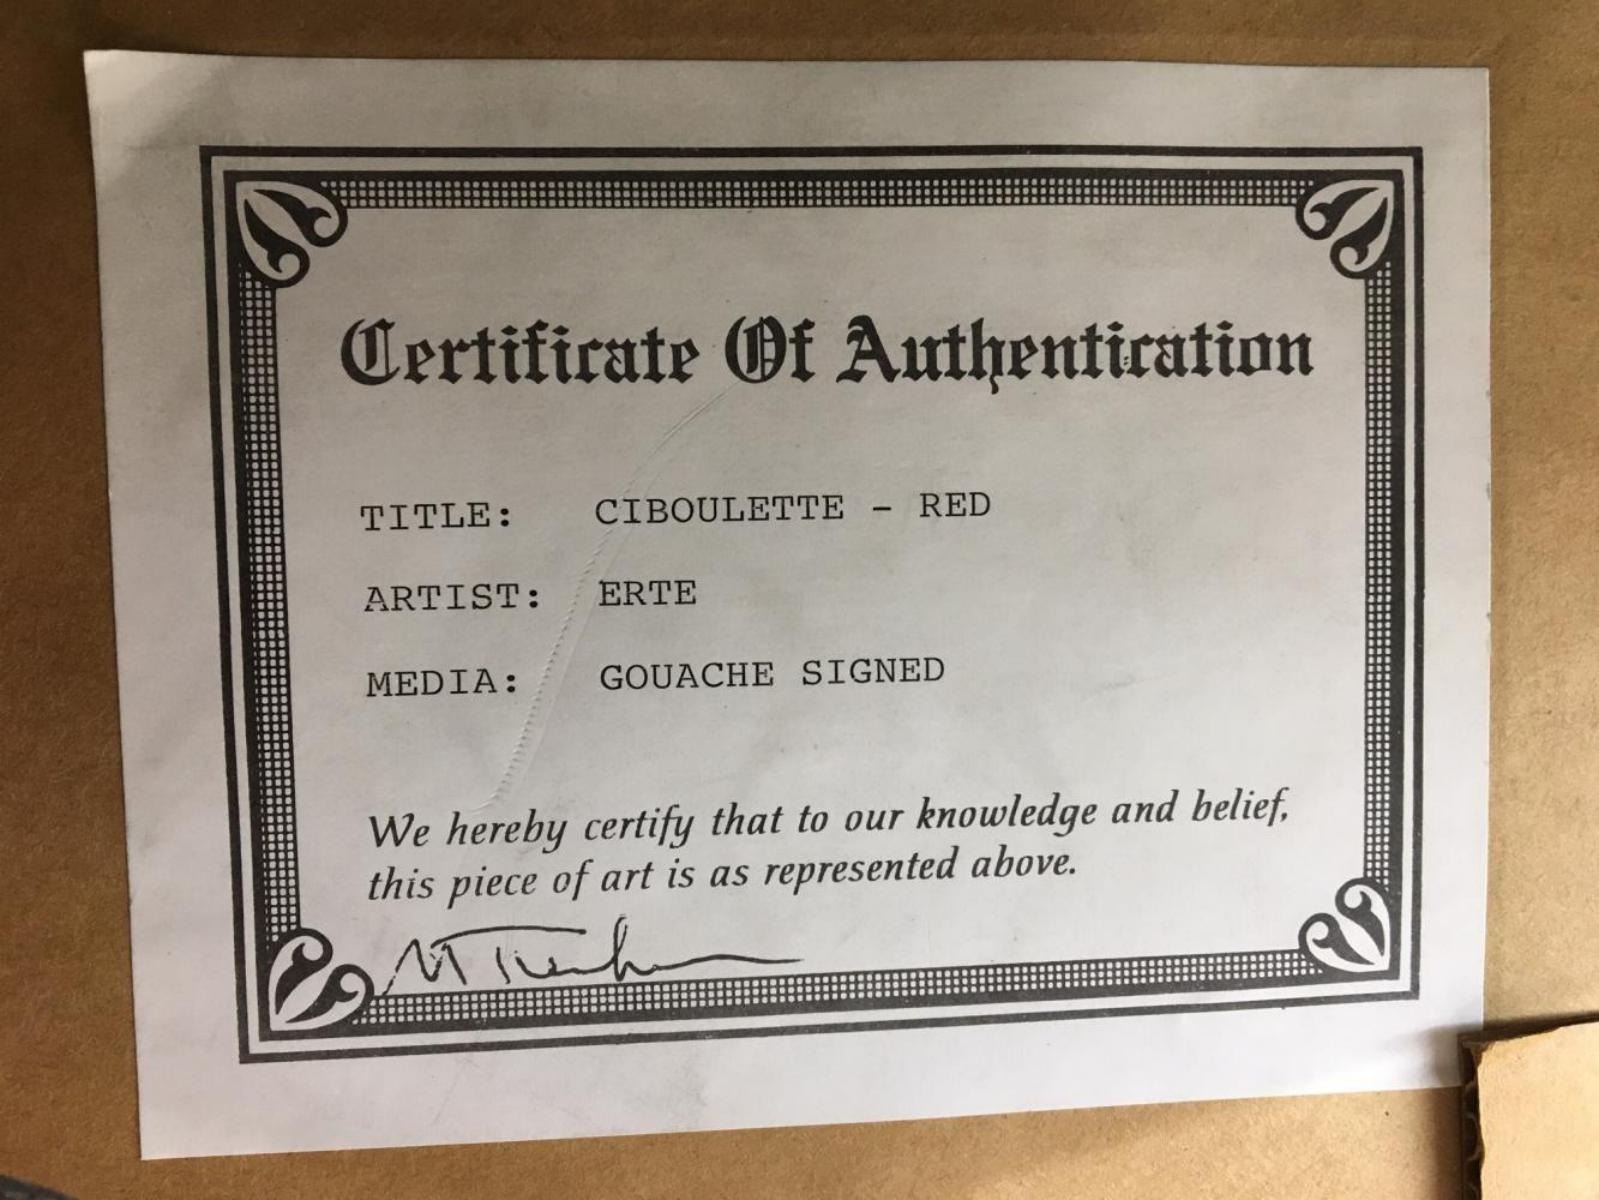 Certificate Of Authentication
TITLE: CIBOULETTE - RED
ARTIST: ERTE
MEDIA: GOUACHE SIGNED
We hereby certify that to our knowledge and belief,
this piece of art is as represented above.